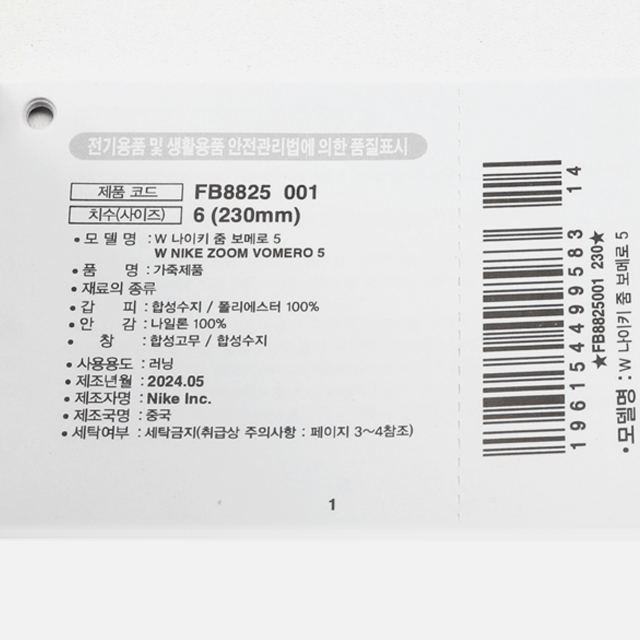 전기용품 및 생활용품 안전관리법에 의한 품질표시
제품 코드 FB8825 001
치수(사이즈) 6 (230mm)
• 모 델 명 : W 나이키 줌 보메로 5
W NIKE ZOOM VOMERO 5
• 품 명 : 가죽제품
• 재료의 종류
• 갑 피 : 합성수지 / 폴리에스터 100%
• 안 감 : 나일론 100%
• 창 : 합성고무 / 합성수지
• 사용용도 : 러닝
• 제조년월 : 2024.05
• 제조자명 : Nike Inc.
• 제조국명 : 중국
• 세탁여부 : 세탁금지(취급상 주의사항 : 페이지 3~4참조)
1
196154499583 14
★FB8825001 230★
• 모델명 : W 나이키 줌 보메로 5